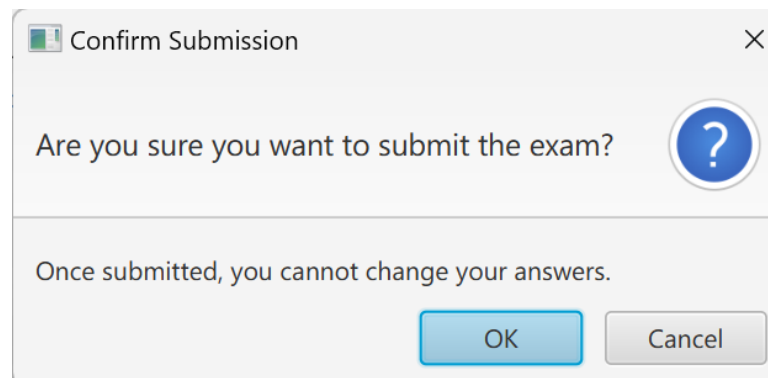 Confirm Submission
Are you sure you want to submit the exam?
?
Once submitted, you cannot change your answers.
OK Cancel